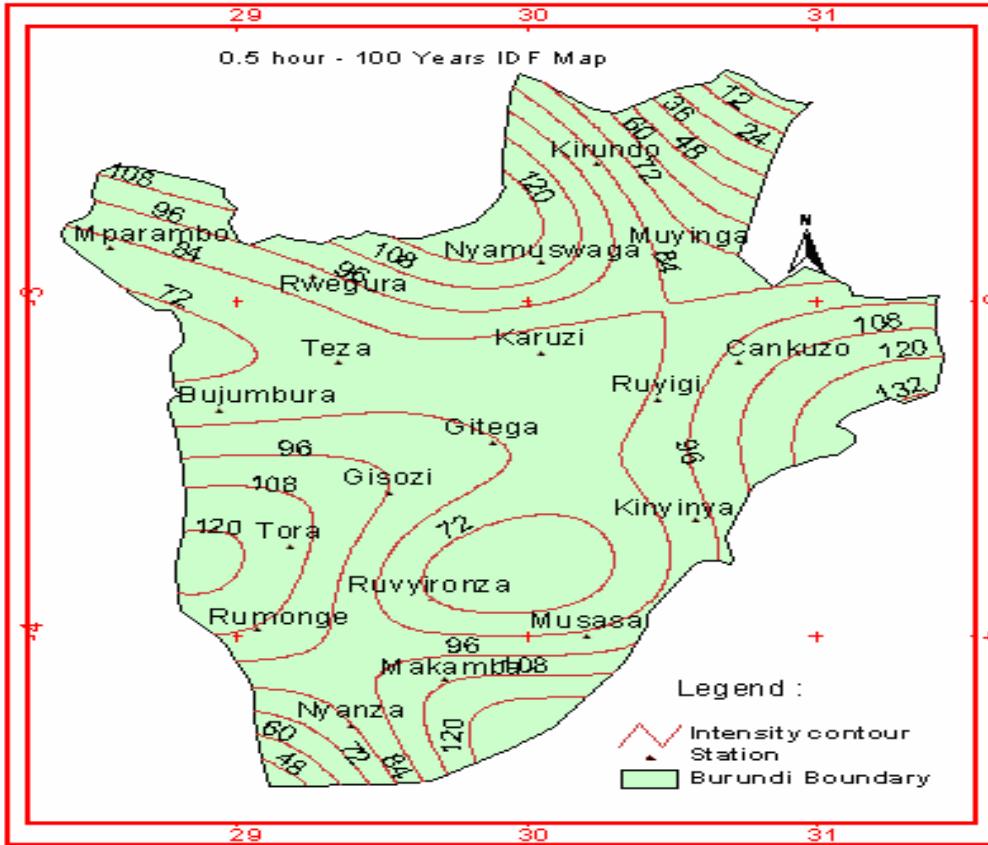 29 30 31
0.5 hour - 100 Years IDF Map
12
36
24
60
48
Kirundo
72
108
120
96
Mparambo
Nyamuswaga
Muyinga
84
108
84
96
Rwegura
72
108
Teza
Karuzi
Cankuzo
120
Bujumbura
Ruyigi
132
Gitega
96
96
Gisozi
108
Kinyinya
120
Tora
72
Ruvyironza
Rumonge
Musasa
96
Makamba
108
Legend :
Nyanza
60
72
120
Intensity contour
48
84
Station
Burundi Boundary
29 30 31